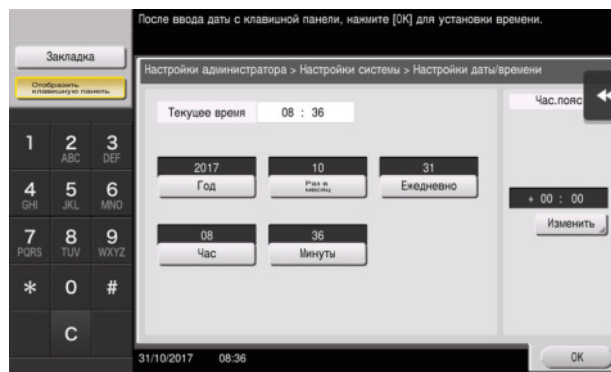 После ввода даты с клавишной панели, нажмите [OK] для установки времени.
Закладка
Отобразить
клавишную панель
Настройки администратора > Настройки системы > Настройки даты/времени
Текущее время 08 : 36
Час.пояс
2017 10 31
Год Раз в месяц Ежедневно
+ 00 : 00
Изменить
08 36
Час Минуты
1 2 3
ABC DEF
4 5 6
GHI JKL MNO
7 8 9
PQRS TUV WXYZ
* 0 #
C
31/10/2017 08:36
OK